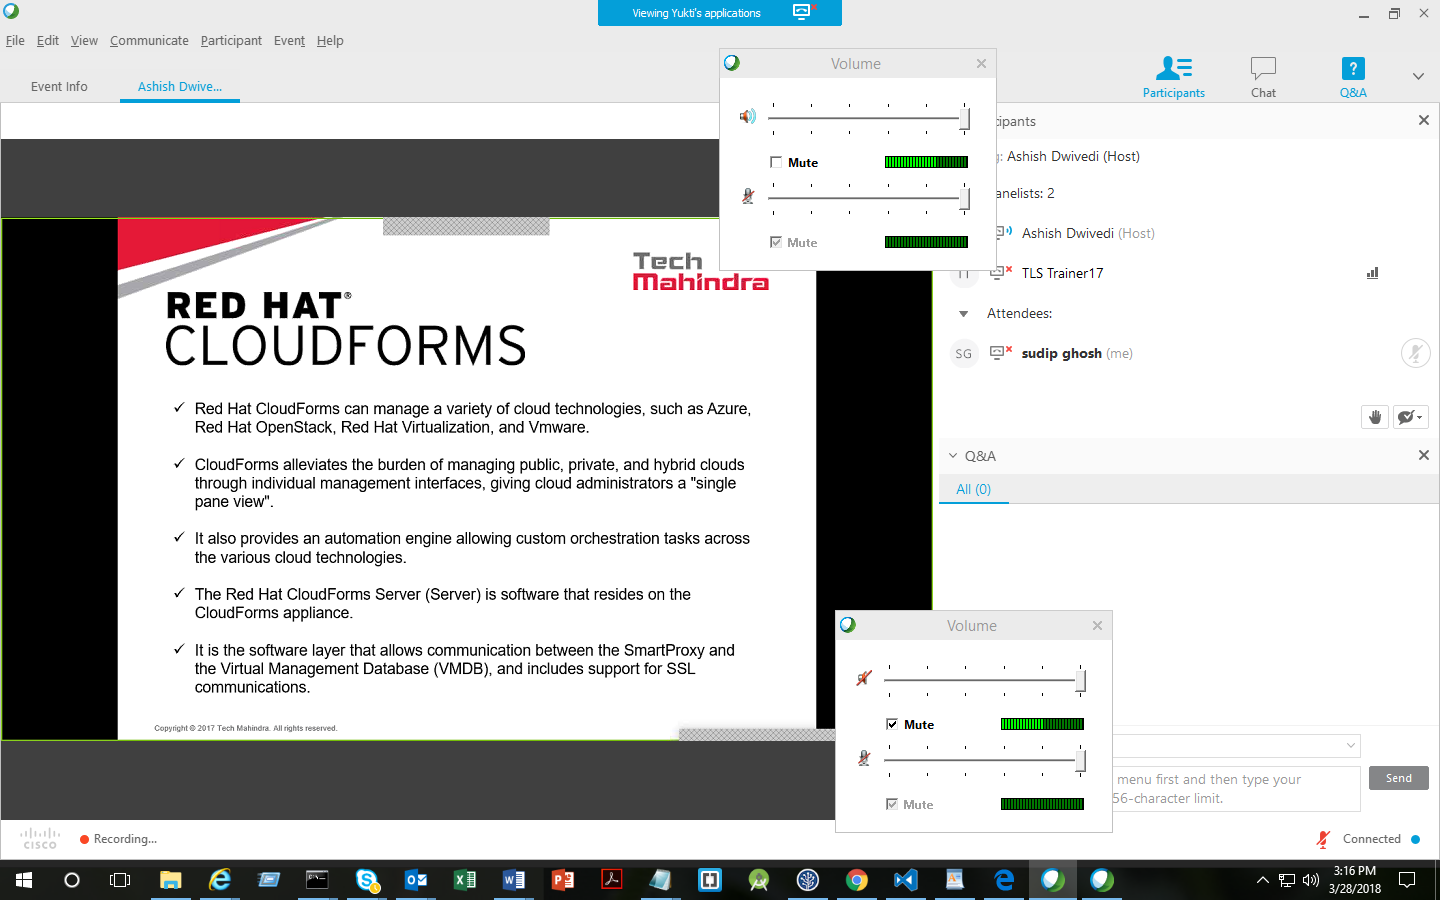 Viewing Yukti's applications
File Edit View Communicate Participant Event Help
Event Info
Ashish Dwive...
Participants
Chat
Q&A
Volume
Mute
Mute
ipants
g: Ashish Dwivedi (Host)
anelists: 2
Ashish Dwivedi (Host)
TLS Trainer17
Attendees:
SG
sudip ghosh (me)
Q&A
All (0)
Tech
Mahindra
RED HAT®
CLOUDFORMS
✓ Red Hat CloudForms can manage a variety of cloud technologies, such as Azure,
Red Hat OpenStack, Red Hat Virtualization, and Vmware.
✓ CloudForms alleviates the burden of managing public, private, and hybrid clouds
through individual management interfaces, giving cloud administrators a "single
pane view".
✓ It also provides an automation engine allowing custom orchestration tasks across
the various cloud technologies.
✓ The Red Hat CloudForms Server (Server) is software that resides on the
CloudForms appliance.
✓ It is the software layer that allows communication between the SmartProxy and
the Virtual Management Database (VMDB), and includes support for SSL
communications.
Copyright © 2017 Tech Mahindra. All rights reserved.
Volume
Mute
Mute
menu first and then type your
56-character limit.
Send
CISCO
Recording...
Connected
3:16 PM
3/28/2018